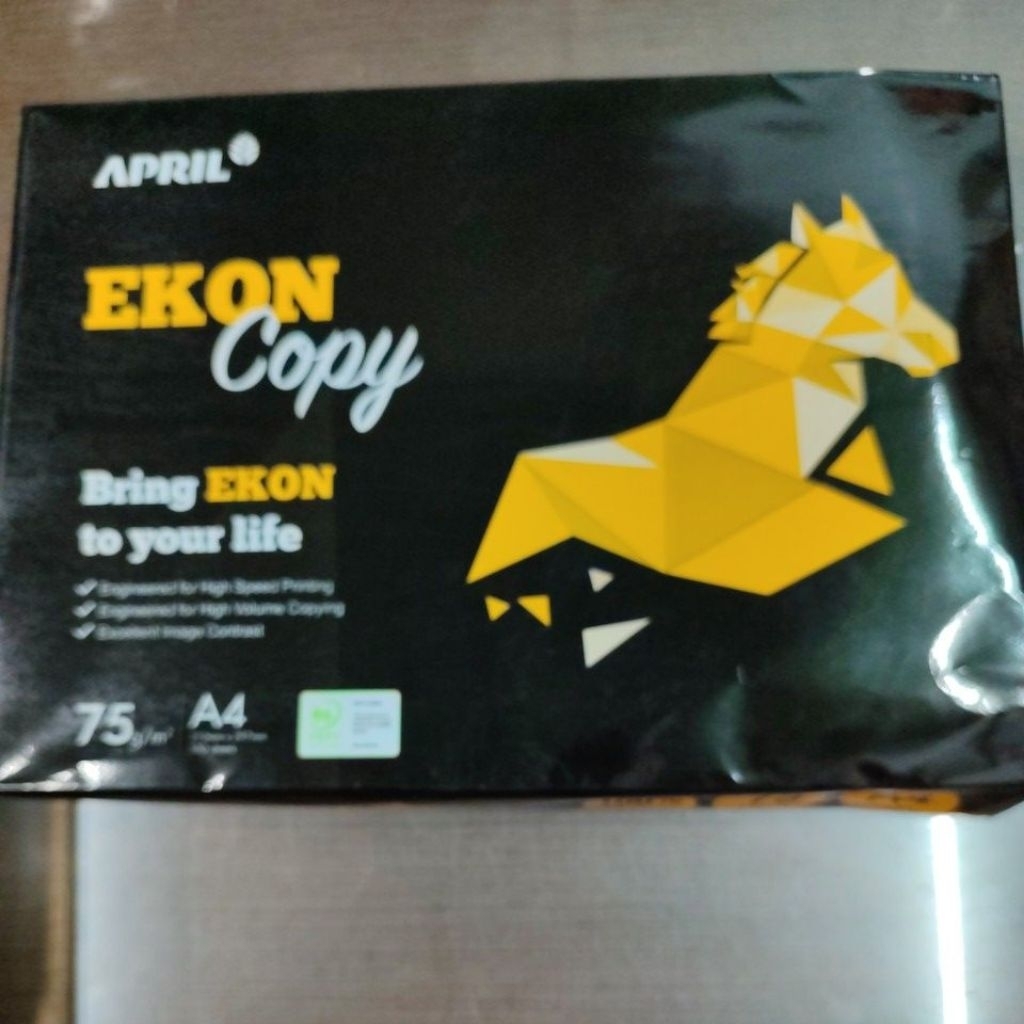 APRIL
EKON
Copy
Bring EKON
to your life
Engineered for High Speed Printing
Engineered for High Volume Copying
Excellent Image Contrast
75g/m²
A4